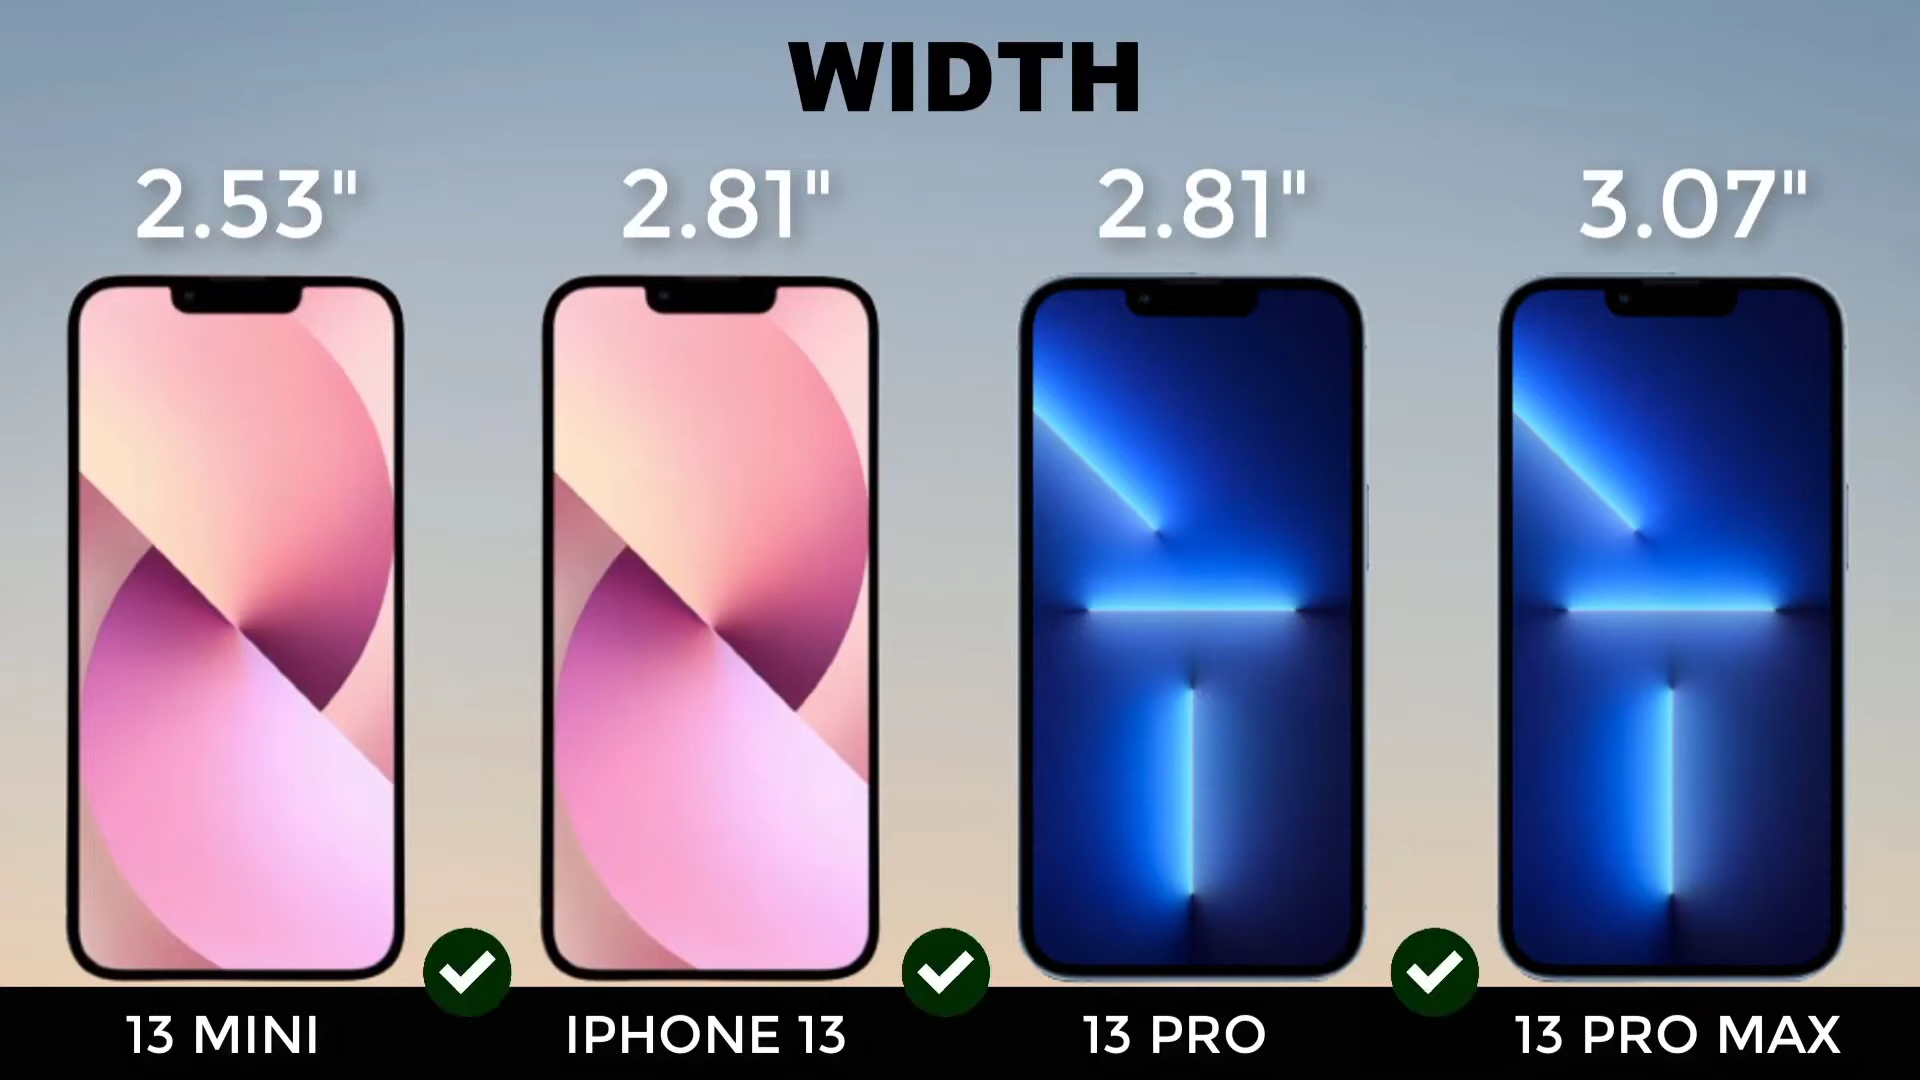 WIDTH
2.53"
2.81"
2.81"
3.07"
13 MINI
IPHONE 13
13 PRO
13 PRO MAX